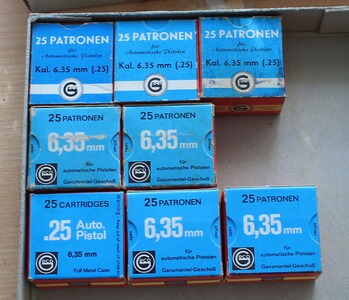 25 PATRONEN
für
Automatische Pistolen
Kal. 6.35 mm (.25)
25 PATRONEN
für
Automatische Pistolen
Kal. 6.35 mm (.25)
25 PATRONEN
für
Automatische Pistolen
Kal. 6.35 mm (.25)
25 PATRONEN
6,35 mm
für
automatische Pistolen
Ganzmantel-Geschoß
25 PATRONEN
6,35 mm
für
automatische Pistolen
Ganzmantel-Geschoß
25 CARTRIDGES
.25 Auto.
Pistol
6,35 mm
Full Metal Case
25 PATRONEN
6,35 mm
für
automatische Pistolen
Ganzmantel-Geschoß
25 PATRONEN
6,35 mm
für
automatische Pistolen
Ganzmantel-Geschoß